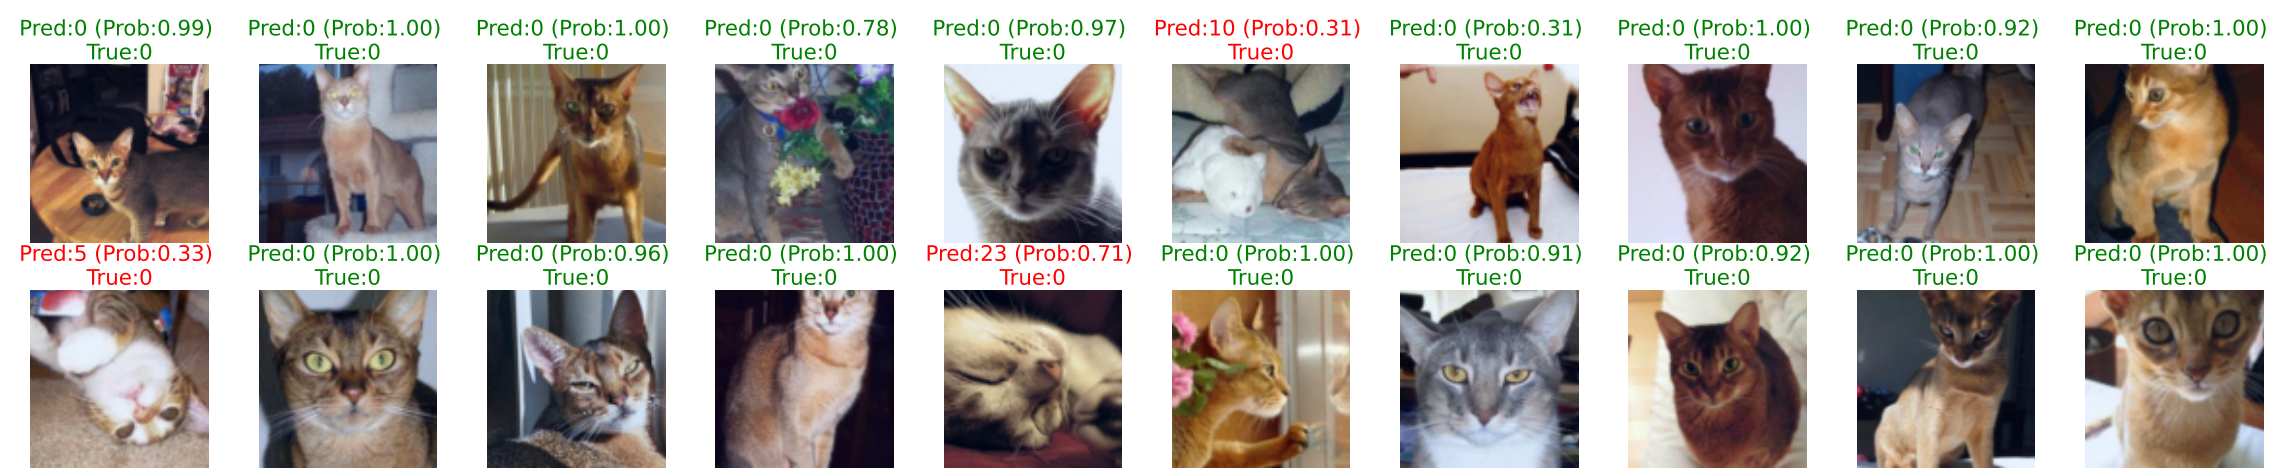 Pred:0 (Prob:0.99) Pred:0 (Prob:1.00) Pred:0 (Prob:1.00) Pred:0 (Prob:0.78) Pred:0 (Prob:0.97) Pred:10 (Prob:0.31) Pred:0 (Prob:0.31) Pred:0 (Prob:1.00) Pred:0 (Prob:0.92) Pred:0 (Prob:1.00)
True:0 True:0 True:0 True:0 True:0 True:0 True:0 True:0 True:0 True:0
Pred:5 (Prob:0.33) Pred:0 (Prob:1.00) Pred:0 (Prob:0.96) Pred:0 (Prob:1.00) Pred:23 (Prob:0.71) Pred:0 (Prob:1.00) Pred:0 (Prob:0.91) Pred:0 (Prob:0.92) Pred:0 (Prob:1.00) Pred:0 (Prob:1.00)
True:0 True:0 True:0 True:0 True:0 True:0 True:0 True:0 True:0 True:0